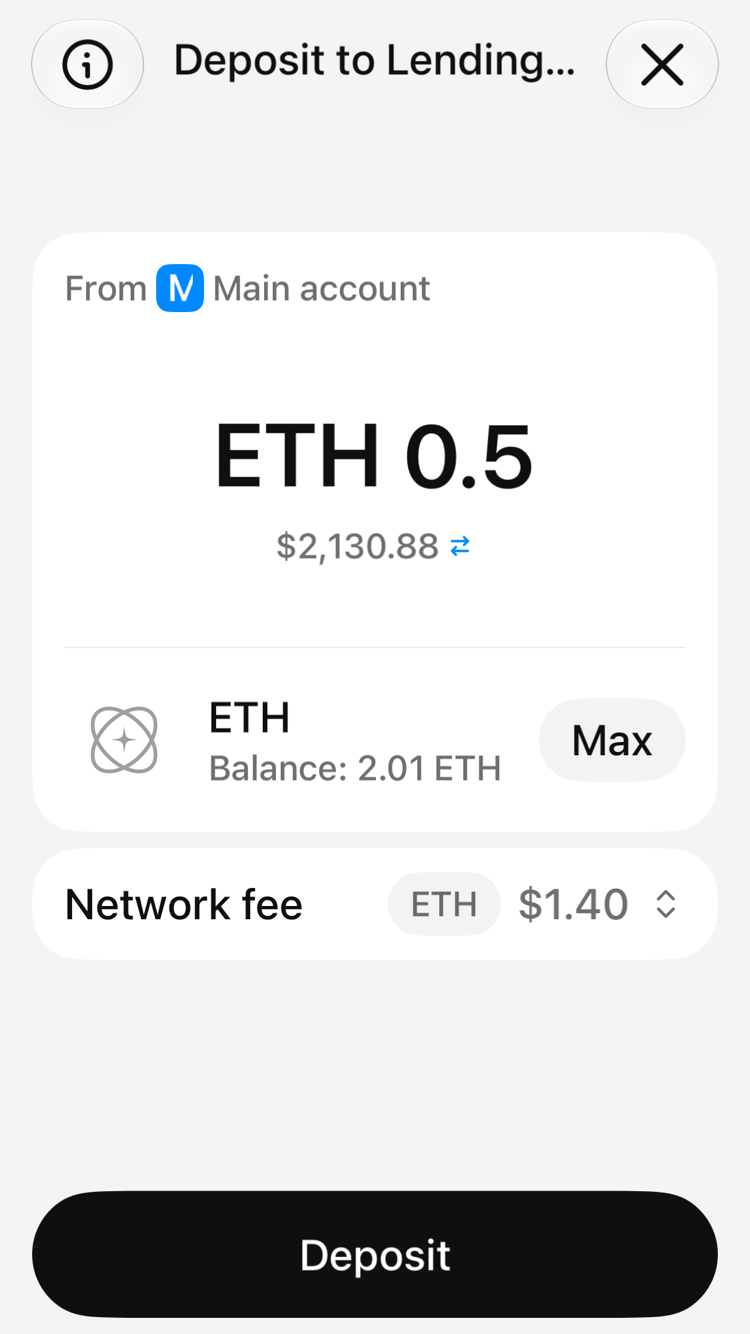 Deposit to Lending...
From M Main account
ETH 0.5
$2,130.88
ETH
Balance: 2.01 ETH
Max
Network fee ETH $1.40
Deposit